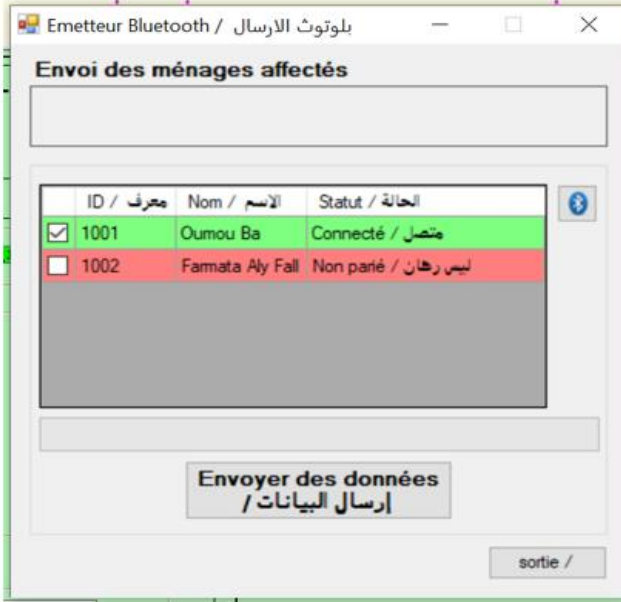 Emetteur Bluetooth / بلوتوث الارسال
Envoi des ménages affectés
ID / معرف Nom / الاسم Statut / الحالة
1001 Oumou Ba Connecté / متصل
1002 Farmata Aly Fall Non parié / ليس رهان
Envoyer des données
إرسال البيانات /
sortie /